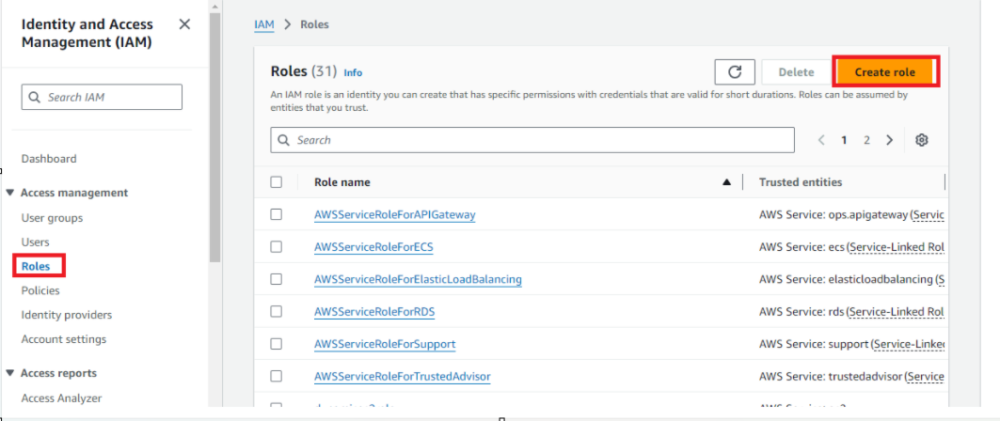 Identity and Access
Management (IAM)
Search IAM
Dashboard
Access management
User groups
Users
Roles
Policies
Identity providers
Account settings
Access reports
Access Analyzer
IAM > Roles
Roles (31) Info
Delete
Create role
An IAM role is an identity you can create that has specific permissions with credentials that are valid for short durations. Roles can be assumed by
entities that you trust.
Search
1 2
Role name Trusted entities
AWSServiceRoleForAPIGateway AWS Service: ops.apigateway (Servic
AWSServiceRoleForECS AWS Service: ecs (Service-Linked Rol
AWSServiceRoleForElasticLoadBalancing AWS Service: elasticloadbalancing (S
AWSServiceRoleForRDS AWS Service: rds (Service-Linked Rol
AWSServiceRoleForSupport AWS Service: support (Service-Linke
AWSServiceRoleForTrustedAdvisor AWS Service: trustedadvisor (Service